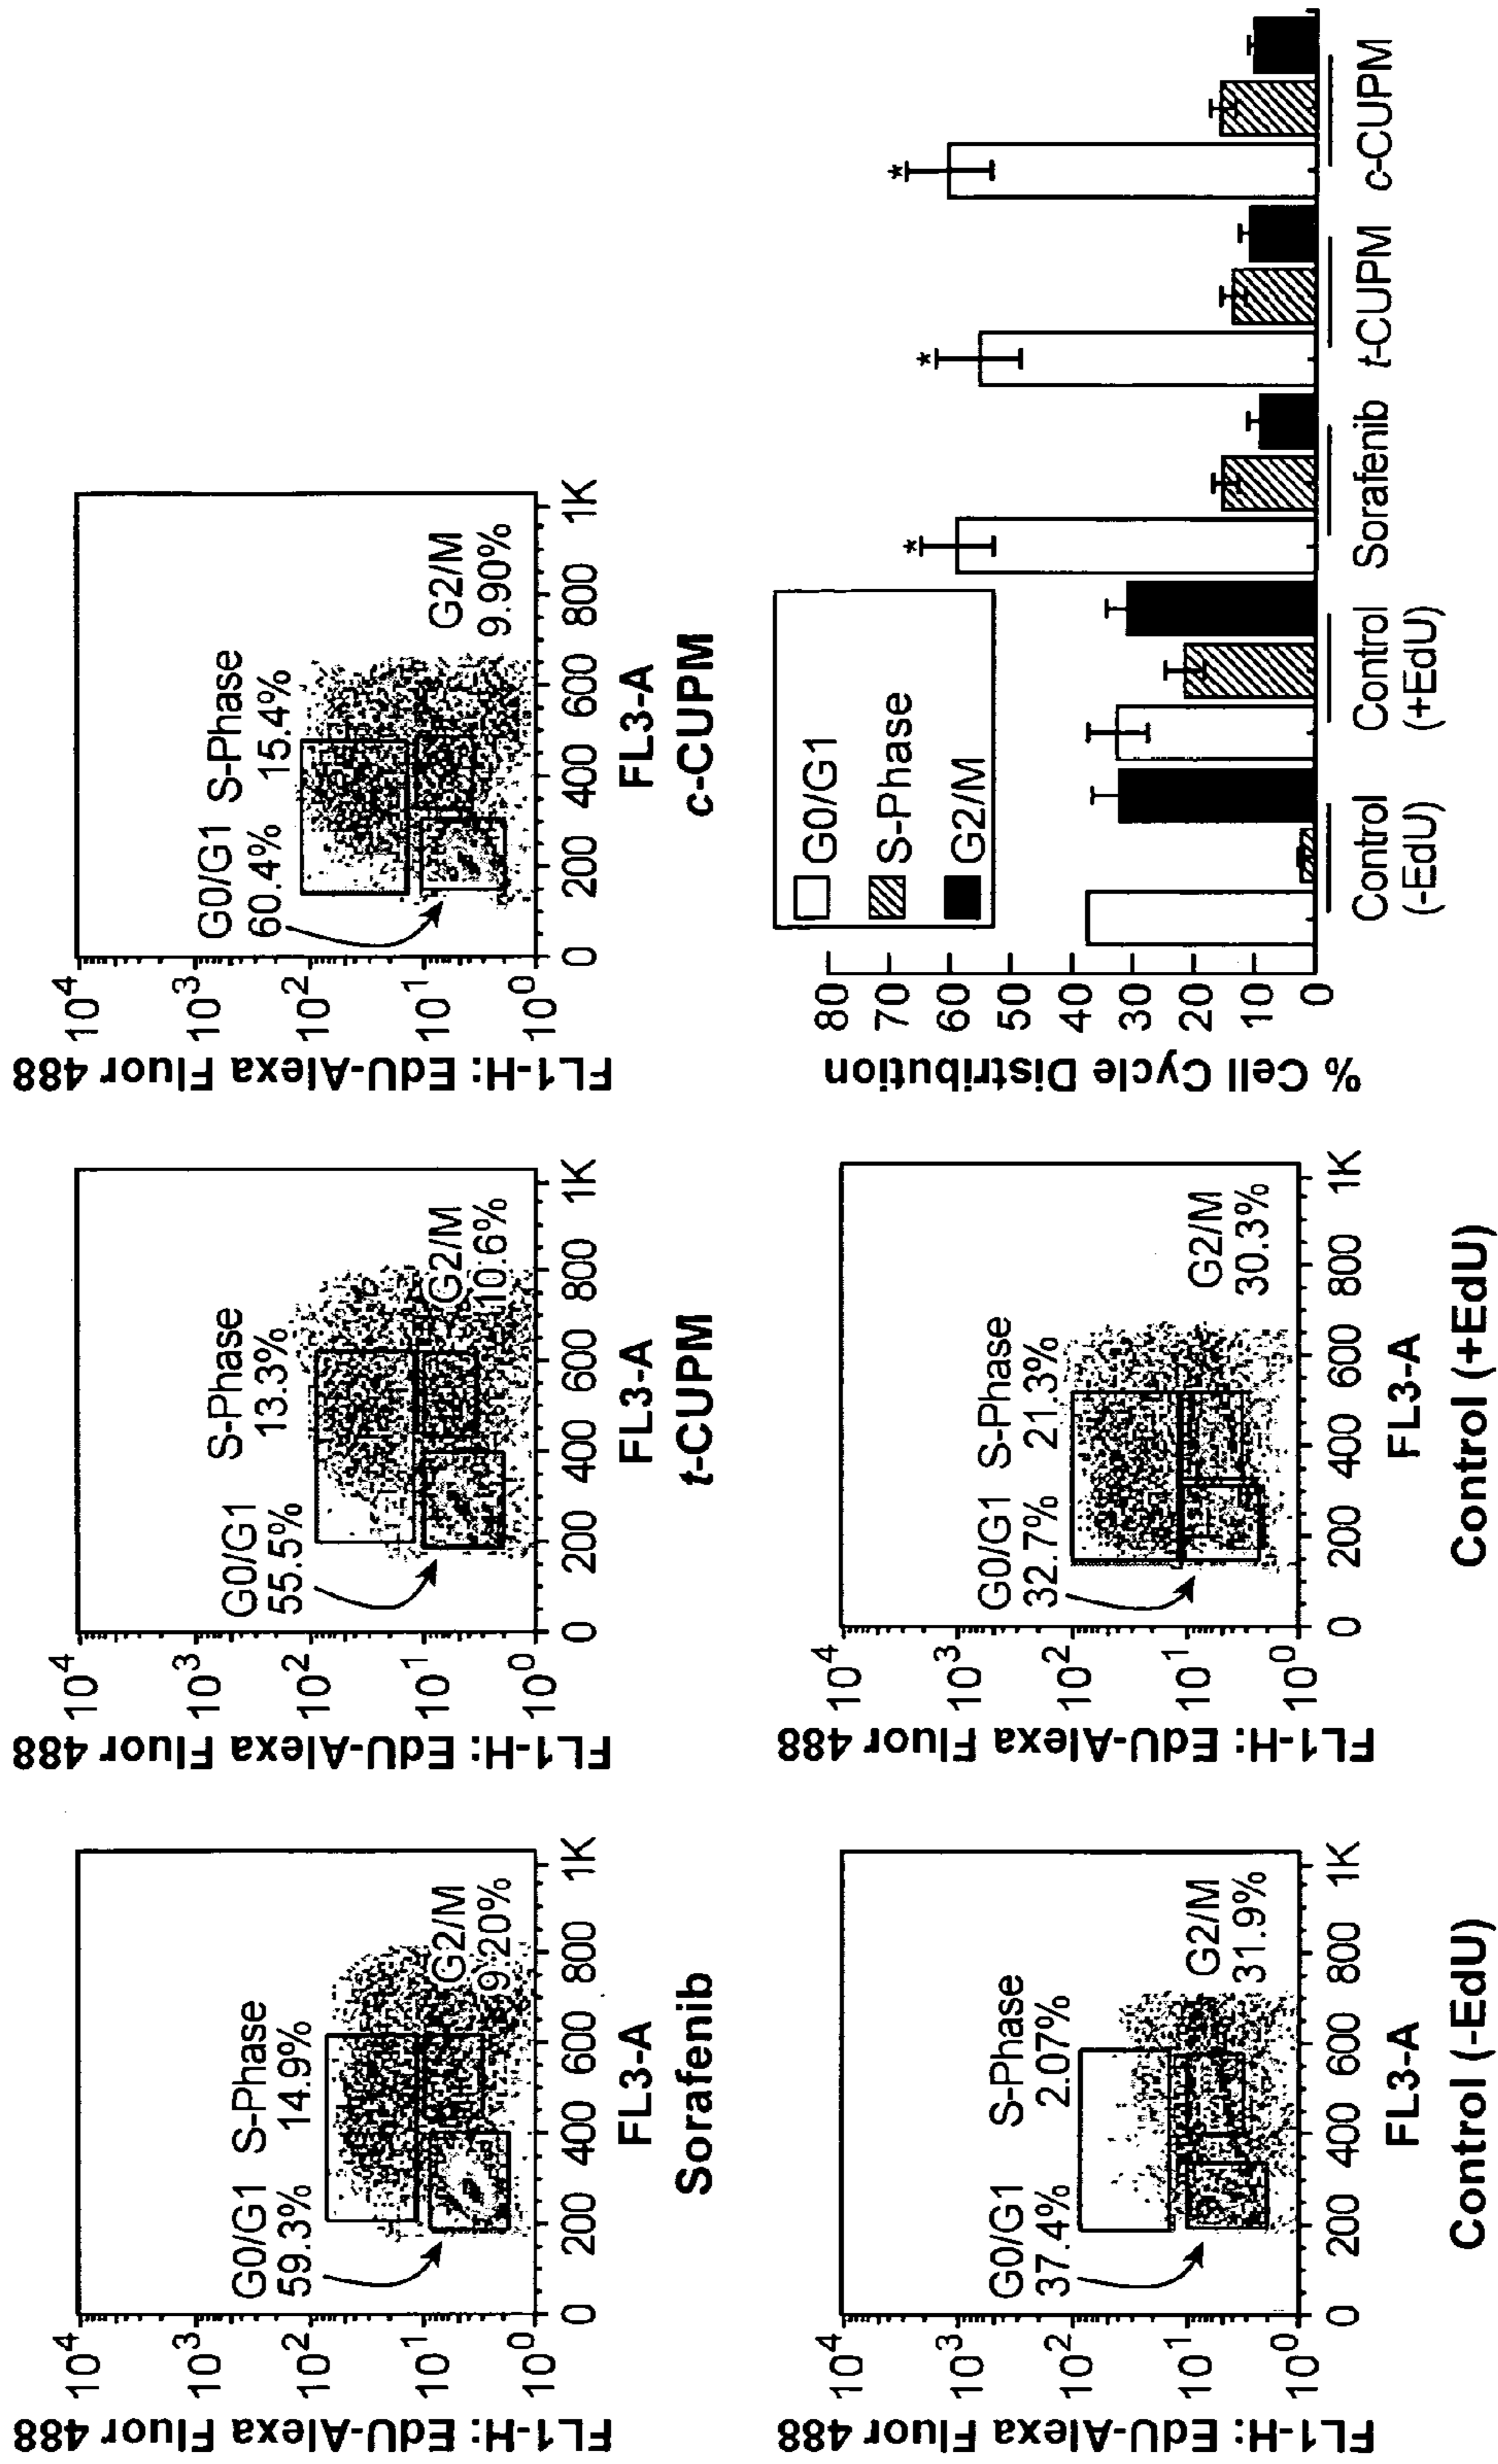 FL1-H: EdU-Alexa Fluor 488
10^4
10^3
10^2
10^1
10^0
G0/G1 S-Phase
59.3% 14.9%
G2/M
9.20%
0 200 400 600 800 1K
FL3-A
Sorafenib
FL1-H: EdU-Alexa Fluor 488
10^4
10^3
10^2
10^1
10^0
G0/G1 S-Phase
55.5% 13.3%
G2/M
10.6%
0 200 400 600 800 1K
FL3-A
t-CUPM
FL1-H: EdU-Alexa Fluor 488
10^4
10^3
10^2
10^1
10^0
G0/G1 S-Phase
60.4% 15.4%
G2/M
9.90%
0 200 400 600 800 1K
FL3-A
c-CUPM
FL1-H: EdU-Alexa Fluor 488
10^4
10^3
10^2
10^1
10^0
G0/G1 S-Phase
37.4% 2.07%
G2/M
31.9%
0 200 400 600 800 1K
FL3-A
Control (-EdU)
FL1-H: EdU-Alexa Fluor 488
10^4
10^3
10^2
10^1
10^0
G0/G1 S-Phase
32.7% 21.3%
G2/M
30.3%
0 200 400 600 800 1K
FL3-A
Control (+EdU)
% Cell Cycle Distribution
80
70
60
50
40
30
20
10
0
G0/G1
S-Phase
G2/M
* * *
Control Control Sorafenib t-CUPM c-CUPM
(-EdU) (+EdU)